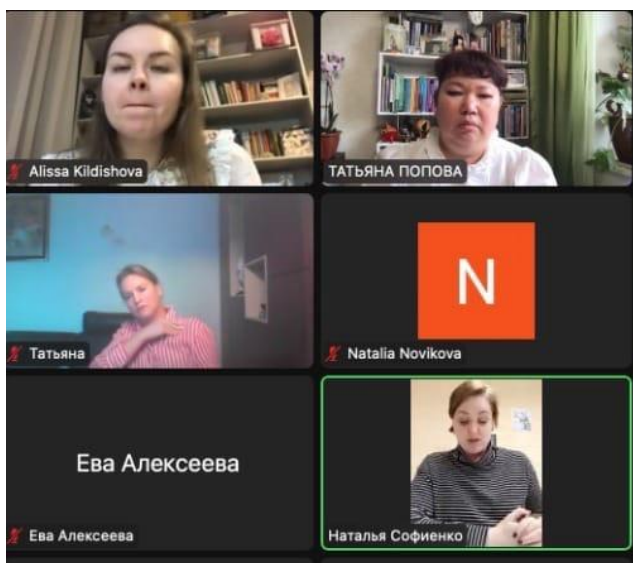 Alissa Kildishova
ТАТЬЯНА ПОПОВА
Татьяна
N
Natalia Novikova
Ева Алексеева
Ева Алексеева
Наталья Софиенко